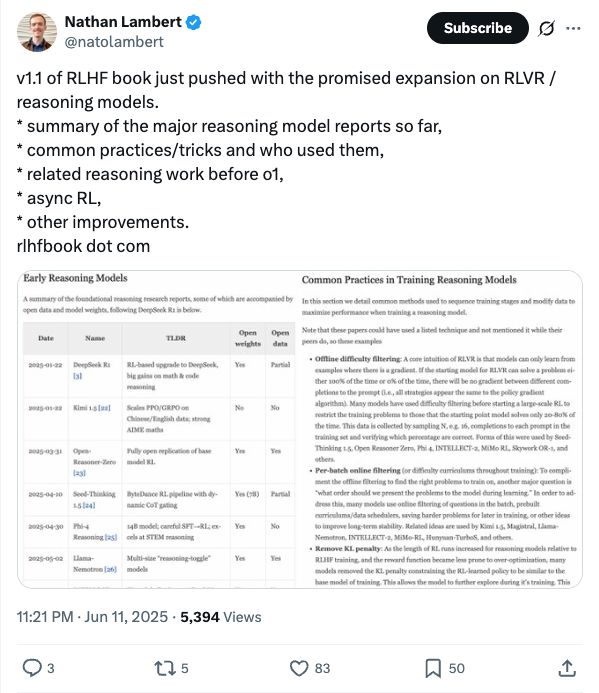 Nathan Lambert
@natolambert
Subscribe
v1.1 of RLHF book just pushed with the promised expansion on RLVR /
reasoning models.
* summary of the major reasoning model reports so far,
* common practices/tricks and who used them,
* related reasoning work before o1,
* async RL,
* other improvements.
rlhfbook dot com
Early Reasoning Models
A summary of the foundational reasoning research reports, some of which are accompanied by
open data and model weights, following DeepSeek R1 is below.
Date Name TLDR Open weights Open data
2025-01-22 DeepSeek R1 [3] RL-based upgrade to DeepSeek, big gains on math & code reasoning Yes Partial
2025-01-22 Kimi 1.5 [22] Scales PPO/GRPO on Chinese/English data; strong AIME maths No No
2025-03-31 Open-Reasoner-Zero [23] Fully open replication of base model RL Yes Yes
2025-04-10 Seed-Thinking 1.5 [24] ByteDance RL pipeline with dynamic CoT gating Yes (7B) Partial
2025-04-30 Phi-4 Reasoning [25] 14B model; careful SFT→RL; excels at STEM reasoning Yes No
2025-05-02 Llama-Nemotron [26] Multi-size "reasoning-toggle" models Yes Yes
Common Practices in Training Reasoning Models
In this section we detail common methods used to sequence training stages and modify data to
maximize performance when training a reasoning model.
Note that these papers could have used a listed technique and not mentioned it while their
peers do, so these examples
• Offline difficulty filtering: A core intuition of RLVR is that models can only learn from
examples where there is a gradient. If the starting model for RLVR can solve a problem ei-
ther 100% of the time or 0% of the time, there will be no gradient between different com-
pletions to the prompt (i.e., all strategies appear the same to the policy gradient
algorithm). Many models have used difficulty filtering before starting a large-scale RL to
restrict the training problems to those that the starting point model solves only 20-80% of
the time. This data is collected by sampling N, e.g. 16, completions to each prompt in the
training set and verifying which percentage are correct. Forms of this were used by Seed-
Thinking 1.5, Open Reasoner Zero, Phi 4, INTELLECT-2, MiMo RL, Skywork OR-1, and
others.
• Per-batch online filtering (or difficulty curriculums throughout training): To compli-
ment the offline filtering to find the right problems to train on, another major question is
"what order should we present the problems to the model during learning." In order to ad-
dress this, many models use online filtering of questions in the batch, prebuilt
curriculums/data schedulers, saving harder problems for later in training, or other ideas
to improve long-term stability. Related ideas are used by Kimi 1.5, Magistral, Llama-
Nemotron, INTELLECT-2, MiMo-RL, Hunyuan-TurboS, and others.
• Remove KL penalty: As the length of RL runs increased for reasoning models relative to
RLHF training, and the reward function became less prone to over-optimization, many
models removed the KL penalty constraining the RL-learned policy to be similar to the
base model of training. This allows the model to further explore during it's training. This
11:21 PM · Jun 11, 2025 · 5,394 Views
3 5 83 50